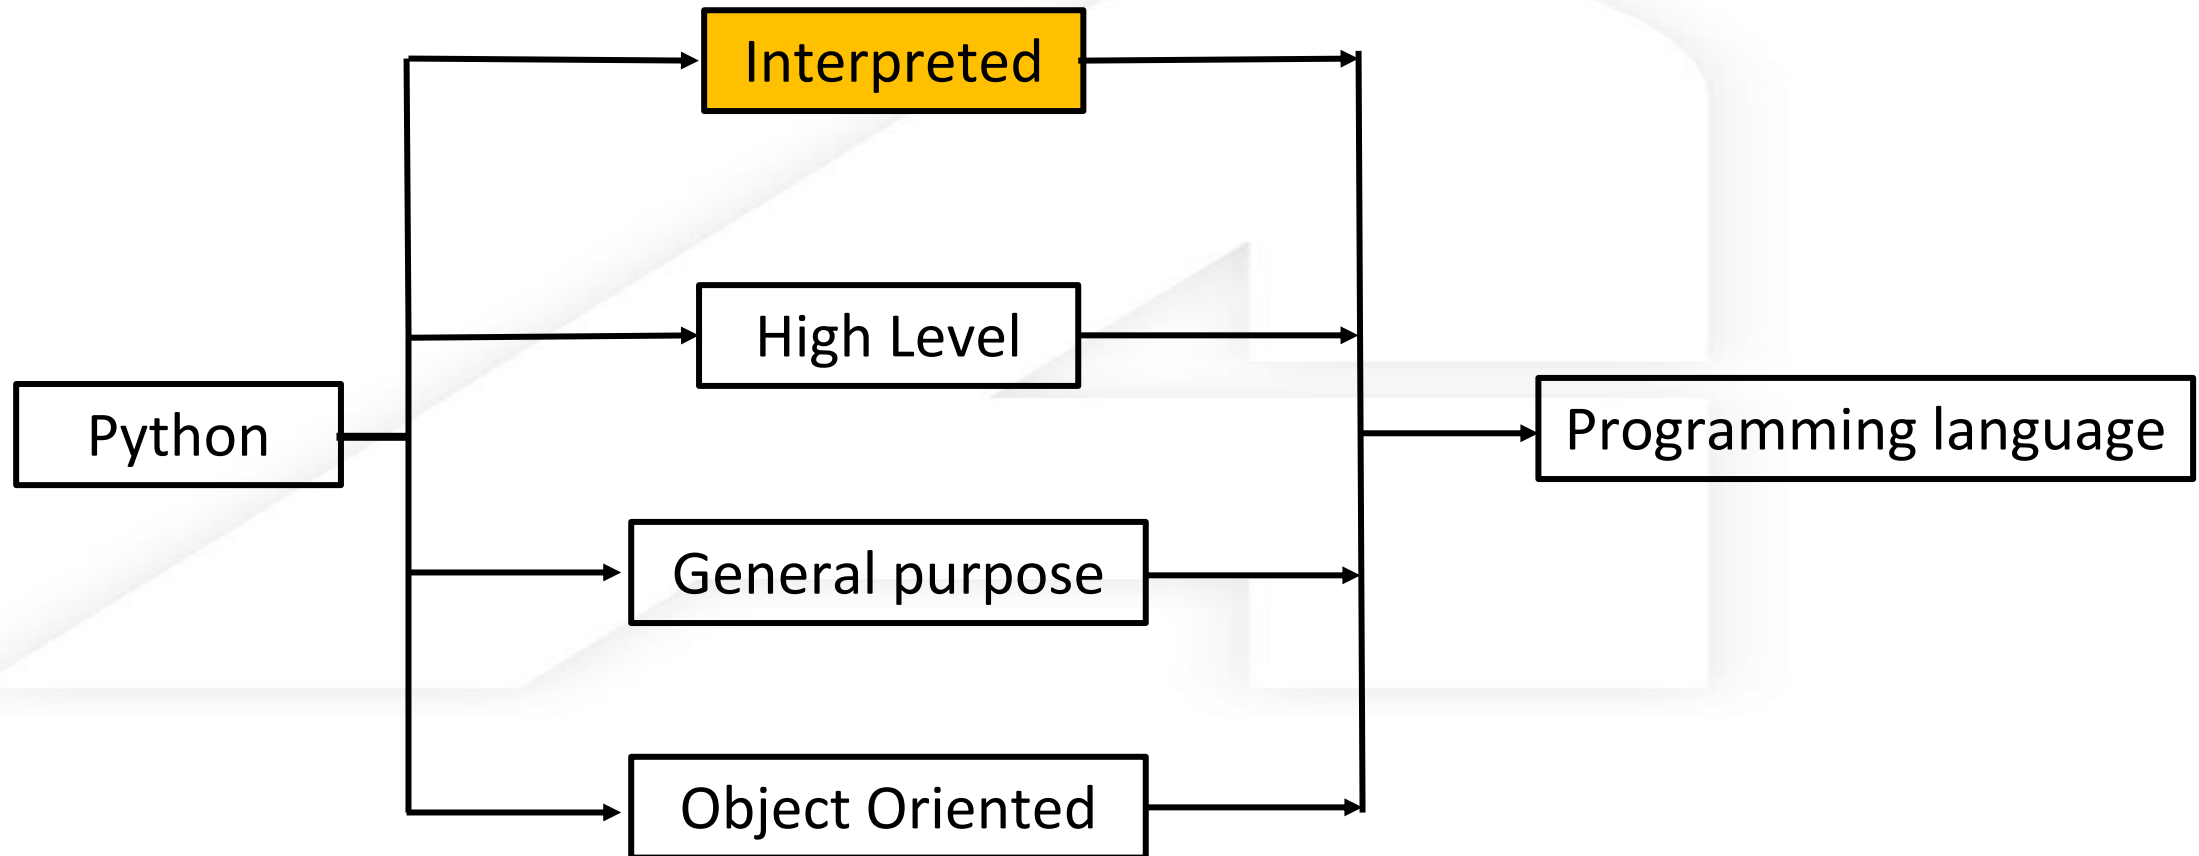 Interpreted
High Level
Python
Programming language
General purpose
Object Oriented